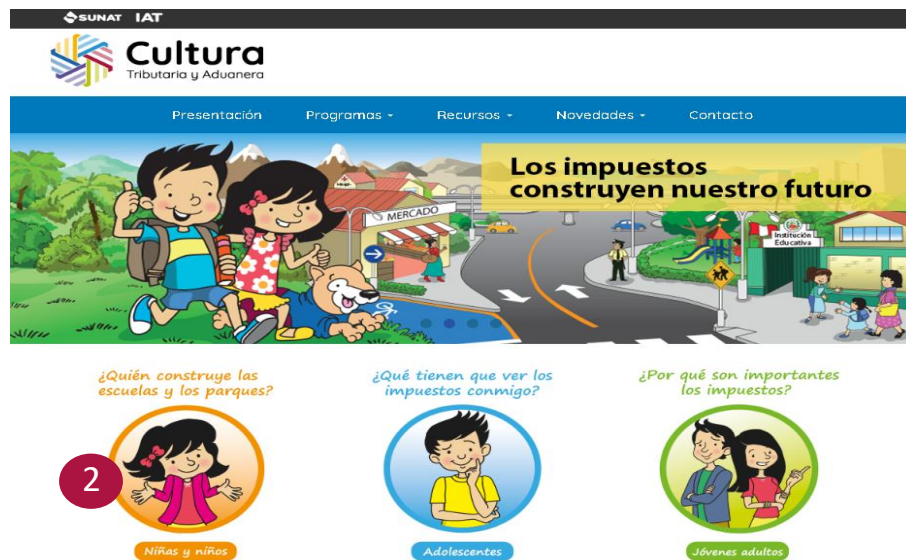 SUNAT IAT
Cultura
Tributaria y Aduanera
Presentación Programas Recursos Novedades Contacto
Los impuestos
construyen nuestro futuro
MERCADO
Institución
Educativa
¿Quién construye las
escuelas y los parques?
¿Qué tienen que ver los
impuestos conmigo?
¿Por qué son importantes
los impuestos?
2
Niñas y niños
Adolescentes
Jóvenes adultos